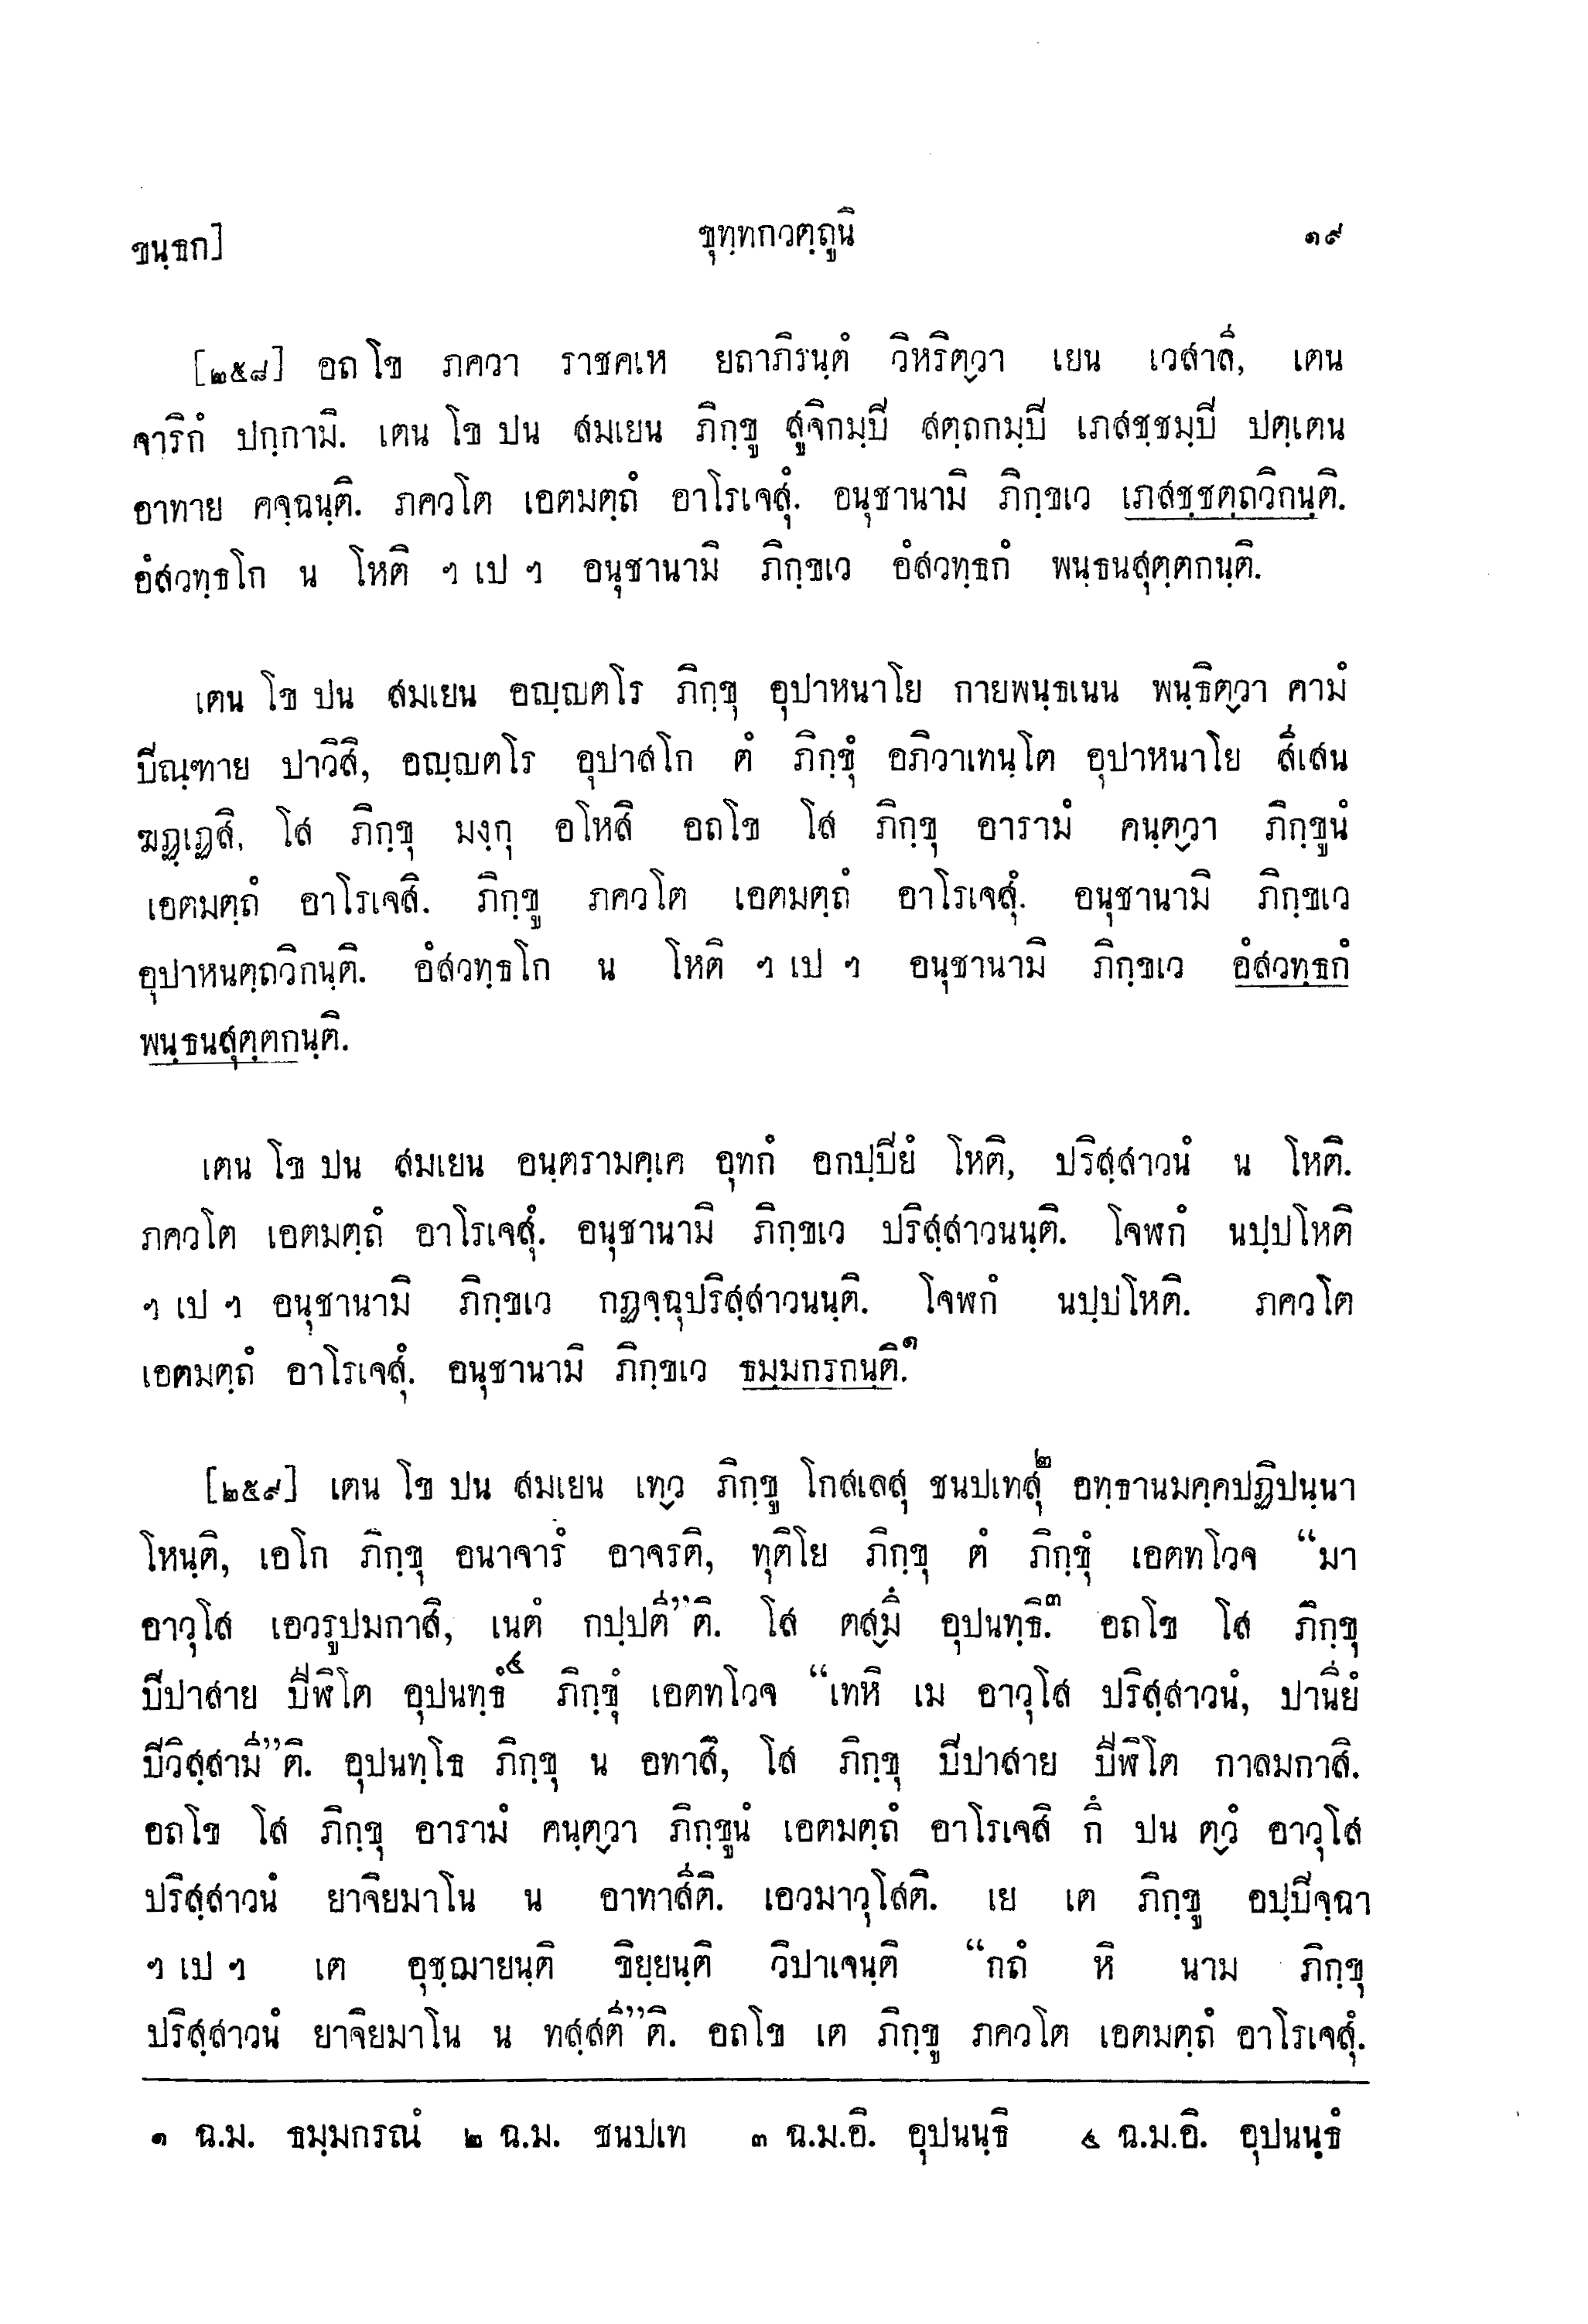 ขนฺธก]	ขุทฺทกวตฺถูนิ	๑๙
[๒๕๘] อถ โข ภควา ราชคเห ยถาภิรนฺตํ วิหริตฺวา เยน เวสาลี, เตน
จาริกํ ปกฺกามิ. เตน โข ปน สมเยน ภิกฺขู สูจิกมฺปี สตฺถกมฺปี เภสชฺชมฺปี ปตฺเตน
อาทาย คจฺฉนฺติ. ภควโต เอตมตฺถํ อาโรเจสุํ. อนุชานามิ ภิกฺขเว เภสชฺชตฺถวิกนฺติ.
อํสวทฺธโก น โหติ ฯ เป ฯ อนุชานามิ ภิกฺขเว อํสวทฺธกํ พนฺธนสุตฺตกนฺติ.
เตน โข ปน สมเยน อญฺญตโร ภิกฺขุ อุปาหนาโย กายพนฺธเนน พนฺธิตฺวา คามํ
ปีณฺฑาย ปาวิสิ, อญฺญตโร อุปาสโก ตํ ภิกฺขุํ อภิวาเทนฺโต อุปาหนาโย สีเสน
ฆฏฺเฏสิ, โส ภิกฺขุ มงฺกุ อโหสิ อถโข โส ภิกฺขุ อารามํ คนฺตฺวา ภิกฺขูนํ
เอตมตฺถํ อาโรเจสิ. ภิกฺขู ภควโต เอตมตฺถํ อาโรเจสุํ. อนุชานามิ ภิกฺขเว
อุปาหนตฺถวิกนฺติ. อํสวทฺธโก น โหติ ฯ เป ฯ อนุชานามิ ภิกฺขเว อํสวทฺธกํ
พนฺธนสุตฺตกนฺติ.
เตน โข ปน สมเยน อนฺตรามคฺเค อุทกํ อกปฺปียํ โหติ, ปริสฺสาวนํ น โหติ.
ภควโต เอตมตฺถํ อาโรเจสุํ. อนุชานามิ ภิกฺขเว ปริสฺสาวนนฺติ. โจฬกํ นปฺปโหติ
ฯ เป ฯ อนุชานามิ ภิกฺขเว กฏจฺฉุปริสฺสาวนนฺติ. โจฬกํ นปฺปโหติ. ภควโต
เอตมตฺถํ อาโรเจสุํ. อนุชานามิ ภิกฺขเว ธมฺมกรกนฺติ.๑
[๒๕๙] เตน โข ปน สมเยน เทฺว ภิกฺขู โกสเลสุ ชนปเทสุ๒ อทฺธานมคฺคปฏิปนฺนา
โหนฺติ, เอโก ภิกฺขุ อนาจารํ อาจรติ, ทุติโย ภิกฺขุ ตํ ภิกฺขุํ เอตทโวจ “มา
อาวุโส เอวรูปมกาสิ, เนตํ กปฺปตี”ติ. โส ตสฺมึ อุปนทฺธิ.๓ อถโข โส ภิกฺขุ
ปีปาสาย ปีฬิโต อุปนทฺธํ๔ ภิกฺขุํ เอตทโวจ “เทหิ เม อาวุโส ปริสฺสาวนํ, ปานียํ
ปีวิสฺสามี”ติ. อุปนทฺโธ ภิกฺขุ น อทาสิ, โส ภิกฺขุ ปีปาสาย ปีฬิโต กาลมกาสิ.
อถโข โส ภิกฺขุ อารามํ คนฺตฺวา ภิกฺขูนํ เอตมตฺถํ อาโรเจสิ กึ ปน ตฺวํ อาวุโส
ปริสฺสาวนํ ยาจิยมาโน น อาทาสีติ. เอวมาวุโสติ. เย เต ภิกฺขู อปฺปีจฺฉา
ฯ เป ฯ เต อุชฺฌายนฺติ ขิยฺยนฺติ วิปาเจนฺติ “กถํ หิ นาม ภิกฺขุ
ปริสฺสาวนํ ยาจิยมาโน น ทสฺสตี”ติ. อถโข เต ภิกฺขู ภควโต เอตมตฺถํ อาโรเจสุํ.
๑ ฉ.ม. ธมฺมกรณํ ๒ ฉ.ม. ชนปเท ๓ ฉ.ม.อิ. อุปนนฺธิ ๔ ฉ.ม.อิ. อุปนนฺธํ